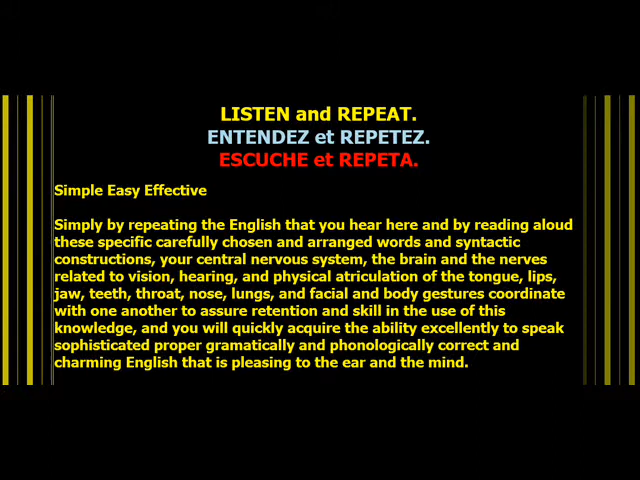 LISTEN and REPEAT.
ENTENDEZ et REPETEZ.
ESCUCHE et REPETA.
Simple Easy Effective
Simply by repeating the English that you hear here and by reading aloud
these specific carefully chosen and arranged words and syntactic
constructions, your central nervous system, the brain and the nerves
related to vision, hearing, and physical atriculation of the tongue, lips,
jaw, teeth, throat, nose, lungs, and facial and body gestures coordinate
with one another to assure retention and skill in the use of this
knowledge, and you will quickly acquire the ability excellently to speak
sophisticated proper gramatically and phonologically correct and
charming English that is pleasing to the ear and the mind.